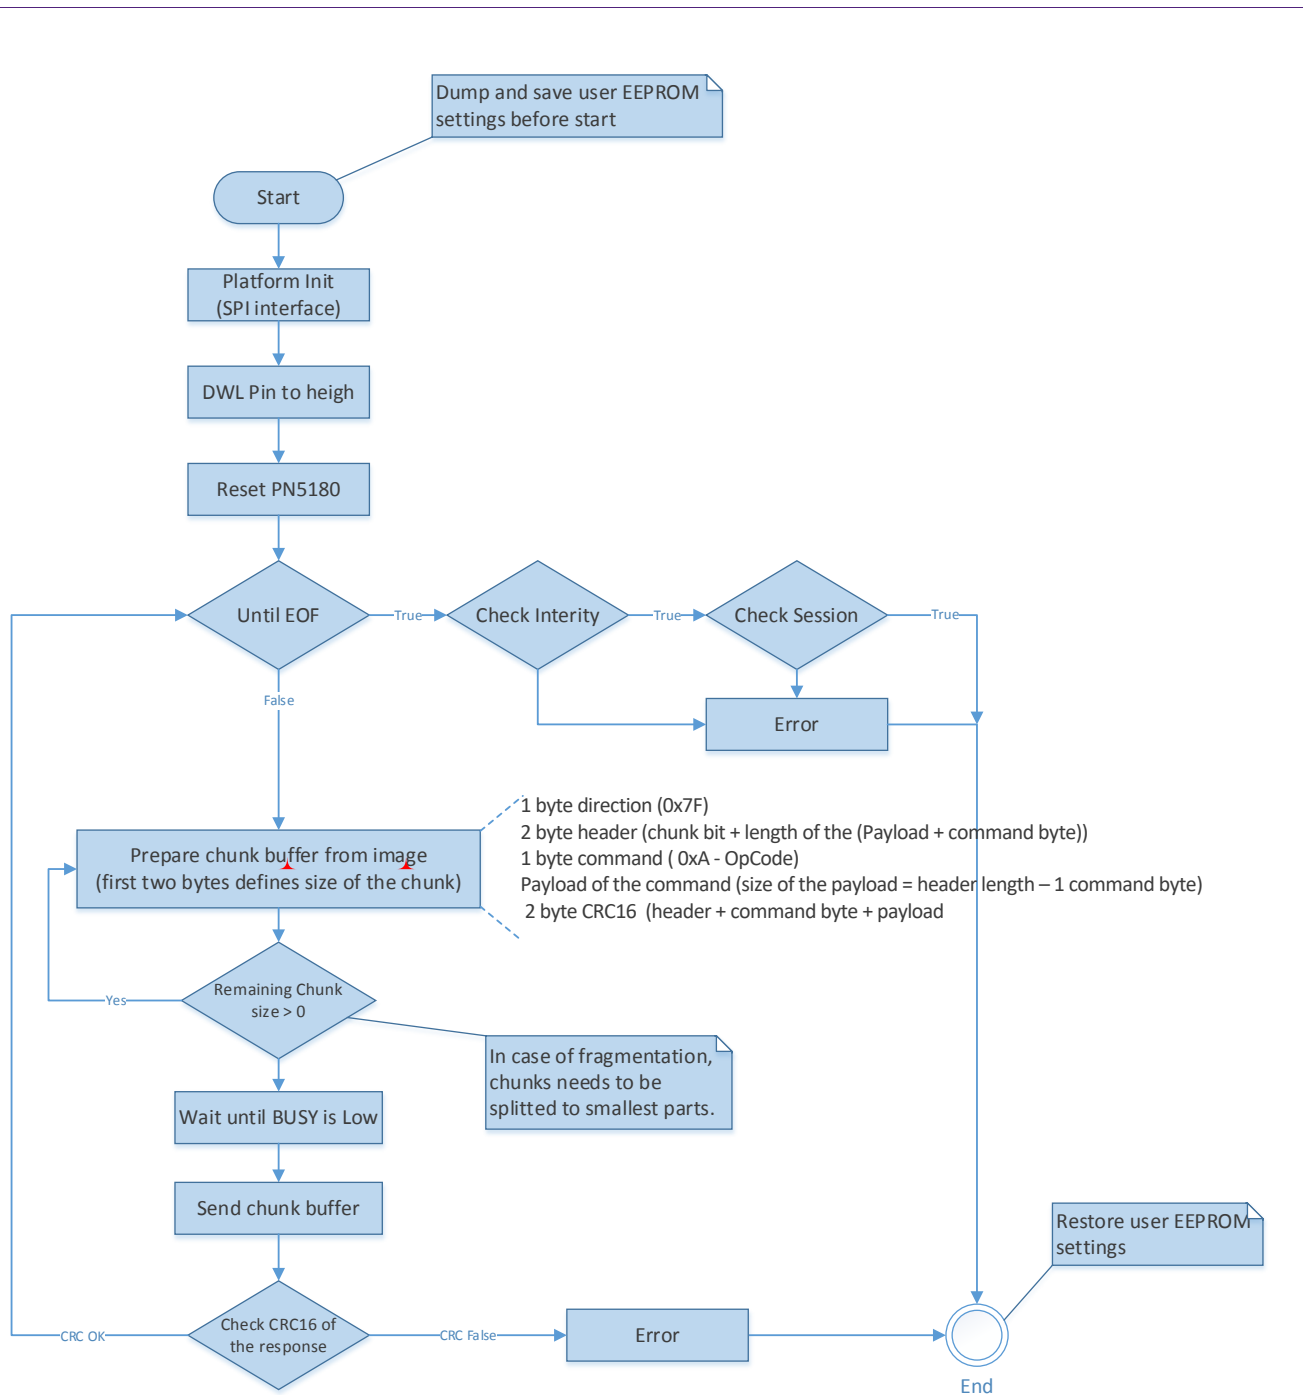 Dump and save user EEPROM
settings before start
Start
Platform Init
(SPI interface)
DWL Pin to heigh
Reset PN5180
Until EOF
True
Check Interity
True
Check Session
True
False
Error
1 byte direction (0x7F)
2 byte header (chunk bit + length of the (Payload + command byte))
1 byte command ( 0xA - OpCode)
Payload of the command (size of the payload = header length – 1 command byte)
2 byte CRC16  (header + command byte + payload
Prepare chunk buffer from image
(first two bytes defines size of the chunk)
Remaining Chunk
size > 0
Yes
In case of fragmentation,
chunks needs to be
splitted to smallest parts.
Wait until BUSY is Low
Send chunk buffer
Restore user EEPROM
settings
Check CRC16 of
the response
CRC OK
CRC False
Error
End